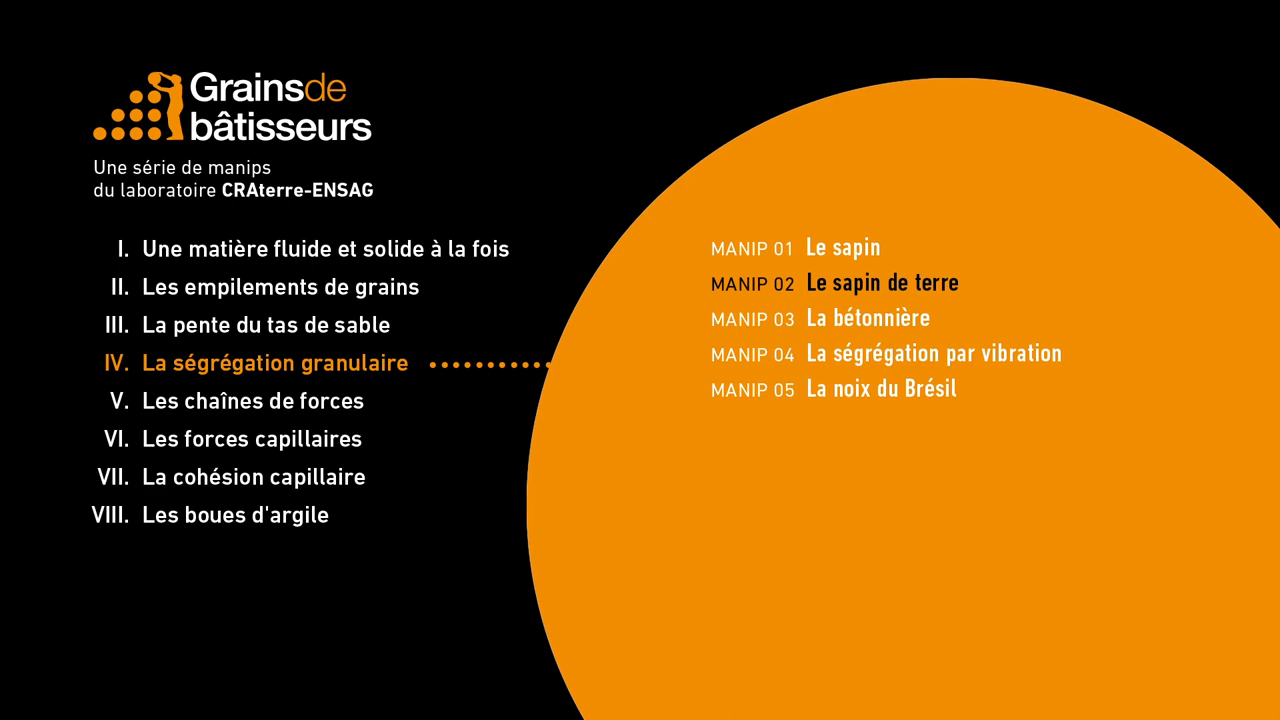 Grainsde
bâtisseurs
Une série de manips
du laboratoire CRAterre-ENSAG
I. Une matière fluide et solide à la fois
II. Les empilements de grains
III. La pente du tas de sable
IV. La ségrégation granulaire
V. Les chaînes de forces
VI. Les forces capillaires
VII. La cohésion capillaire
VIII. Les boues d'argile
MANIP 01 Le sapin
MANIP 02 Le sapin de terre
MANIP 03 La bétonnière
MANIP 04 La ségrégation par vibration
MANIP 05 La noix du Brésil